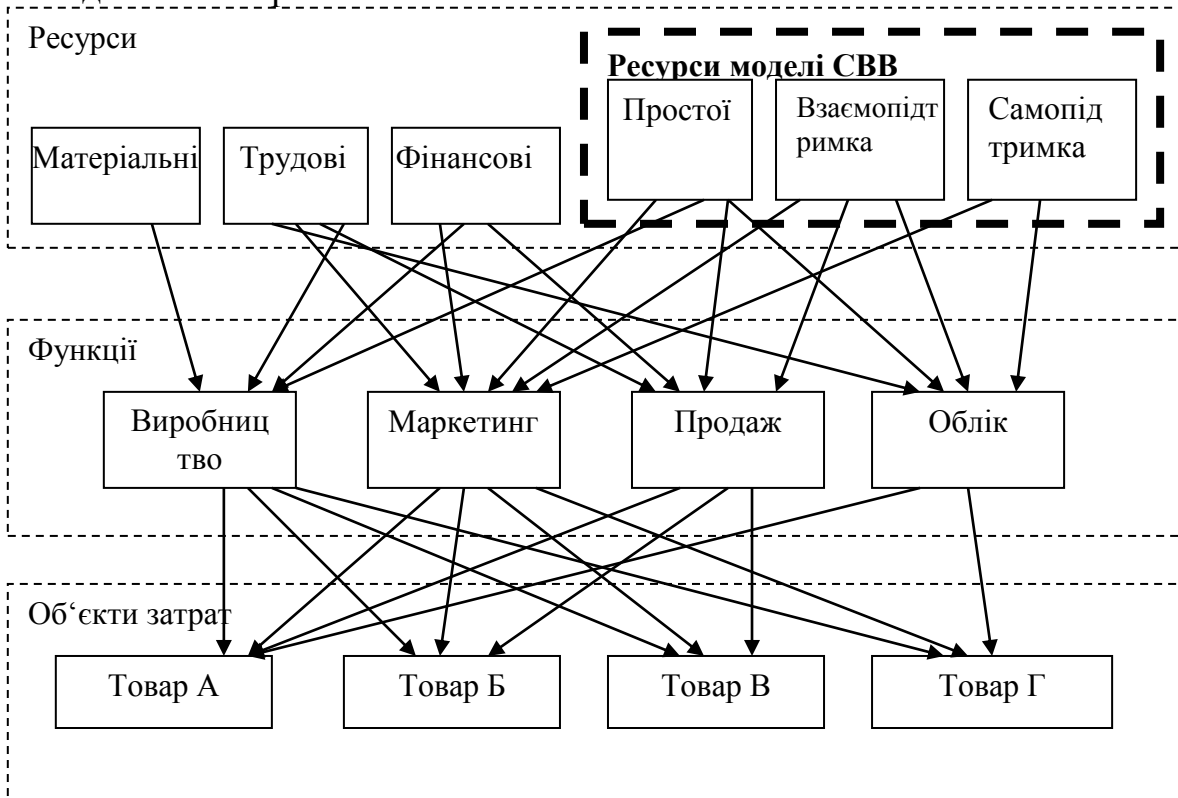 Ресурси
Ресурси моделі СВВ
Простої
Взаємопідт
римка
Самопід
тримка
Матеріальні
Трудові
Фінансові
Функції
Виробниц
тво
Маркетинг
Продаж
Облік
Об‘єкти затрат
Товар А
Товар Б
Товар В
Товар Г